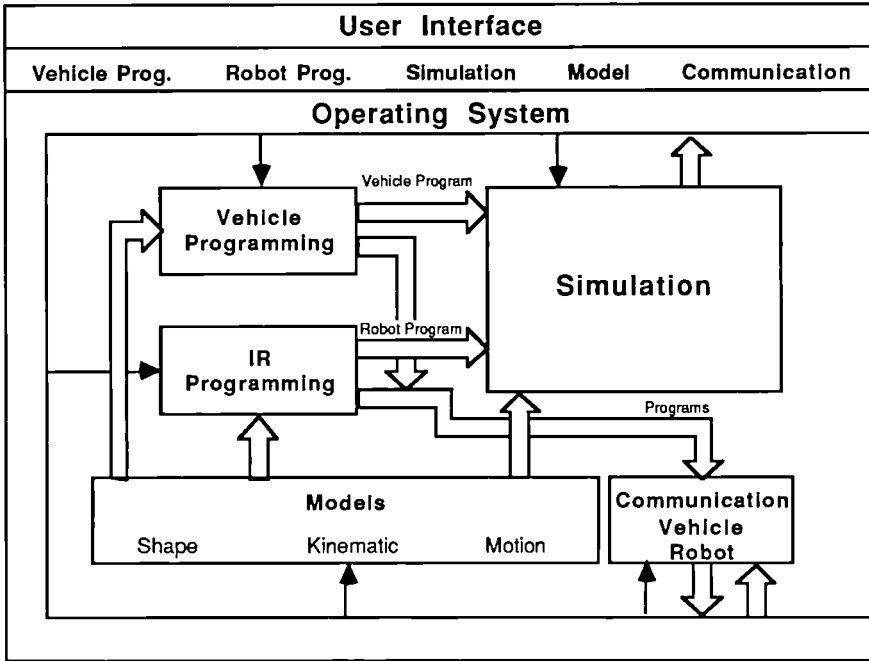 User Interface
Vehicle Prog. Robot Prog. Simulation Model Communication
Operating System
Vehicle Program
Vehicle
Programming
Simulation
Robot Program
IR
Programming
Programs
Models
Shape Kinematic Motion
Communication
Vehicle
Robot